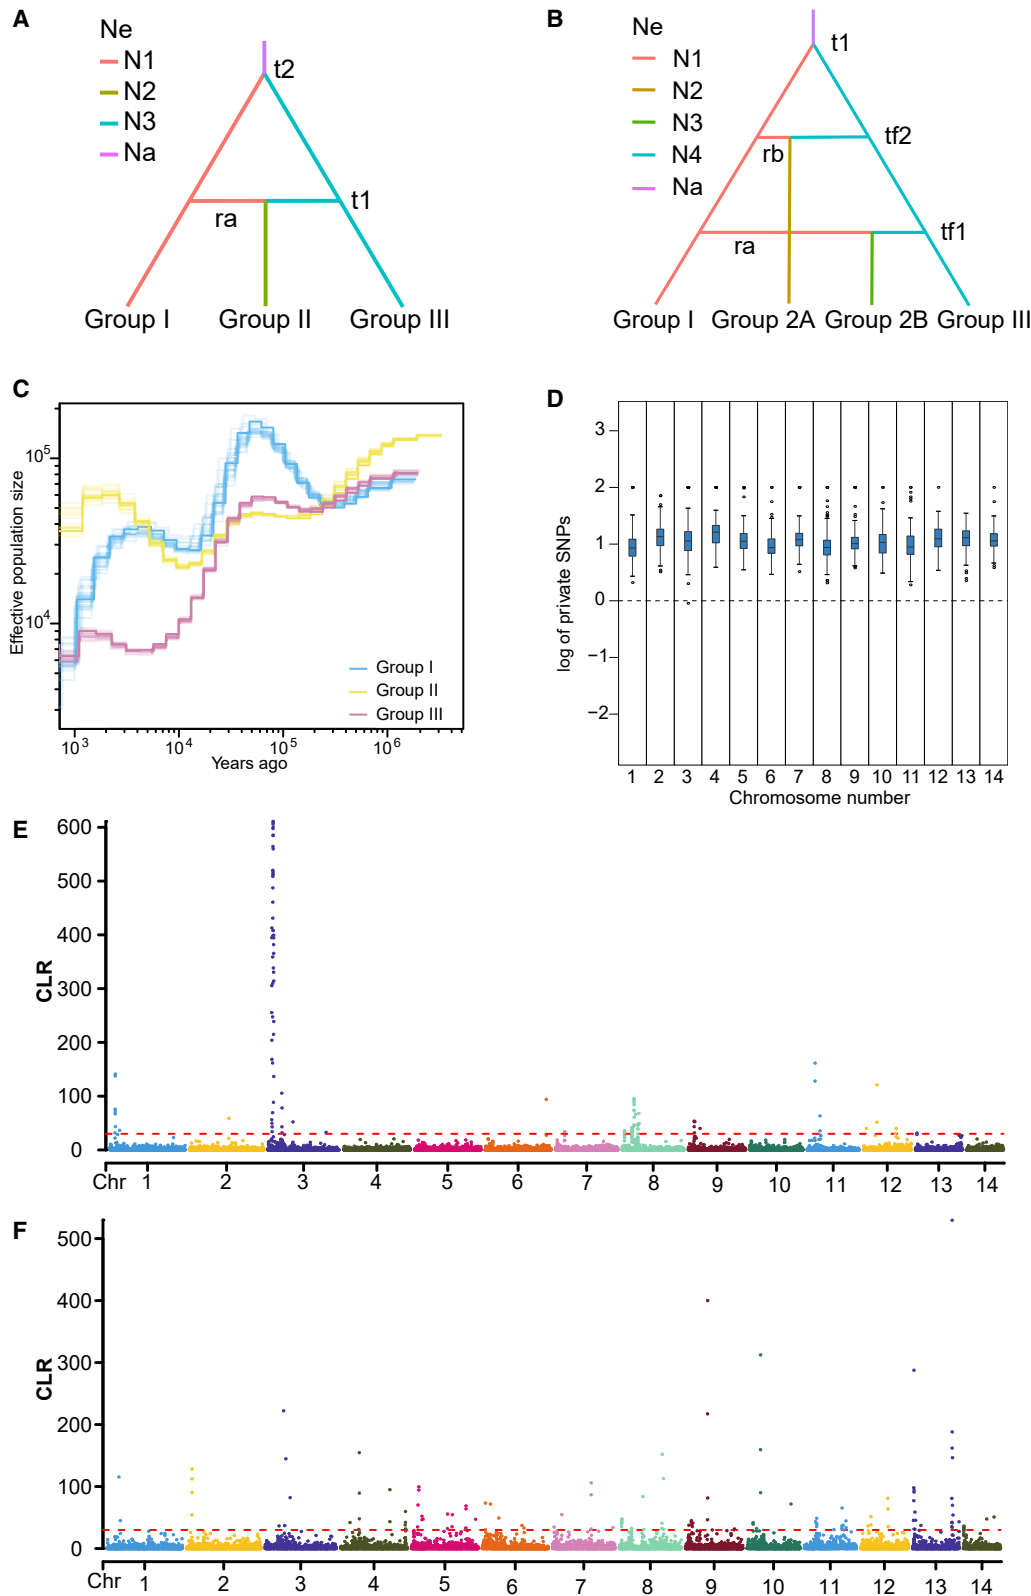 A
Ne
N1
N2
N3
Na
t2
t1
ra
Group I
Group II
Group III
B
Ne
N1
N2
N3
N4
Na
t1
tf2
rb
tf1
ra
Group I
Group 2A
Group 2B
Group III
C
Effective population size
10^5
10^4
Group I
Group II
Group III
10^3
10^4
10^5
10^6
Years ago
D
log of private SNPs
3
2
1
0
−1
−2
1 2 3 4 5 6 7 8 9 10 11 12 13 14
Chromosome number
E
CLR
600
500
400
300
200
100
0
Chr 1 2 3 4 5 6 7 8 9 10 11 12 13 14
F
CLR
500
400
300
200
100
0
Chr 1 2 3 4 5 6 7 8 9 10 11 12 13 14